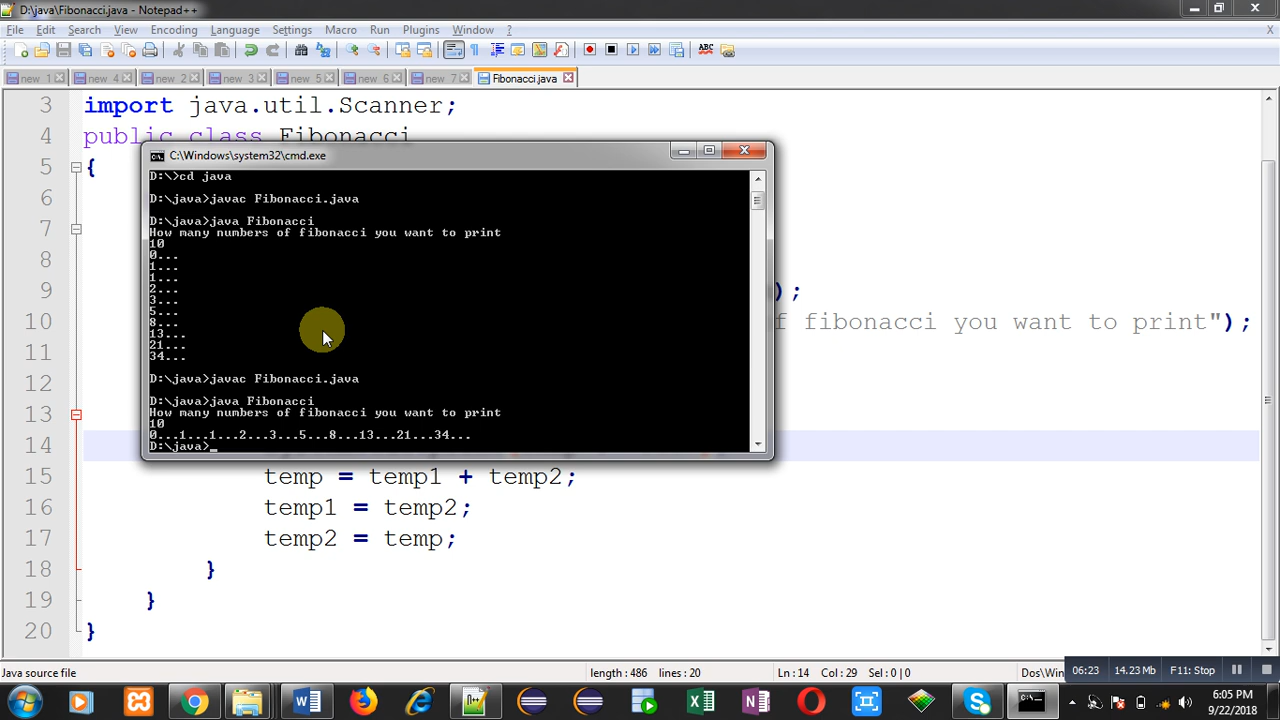 D:\java\Fibonacci.java - Notepad++
File Edit Search View Encoding Language Settings Macro Run Plugins Window ? X
new 1 new 4 new 2 new 3 new 5 new 6 new 7 Fibonacci.java
3 import java.util.Scanner;
4 public class Fibonacci
5 {
6
7
8
9 );
10 f fibonacci you want to print");
11
12
13
14
15 temp = temp1 + temp2;
16 temp1 = temp2;
17 temp2 = temp;
18 }
19 }
20 }
C:\Windows\system32\cmd.exe
D:\>cd java
D:\java>javac Fibonacci.java
D:\java>java Fibonacci
How many numbers of fibonacci you want to print
10
0...
1...
1...
2...
3...
5...
8...
13...
21...
34...
D:\java>javac Fibonacci.java
D:\java>java Fibonacci
How many numbers of fibonacci you want to print
10
0...1...1...2...3...5...8...13...21...34...
D:\java>_
Java source file length : 486 lines : 20 Ln : 14 Col : 29 Sel : 0 | 0 Dos\Win
06:23 14.23 Mb F11: Stop
6:05 PM
9/22/2018